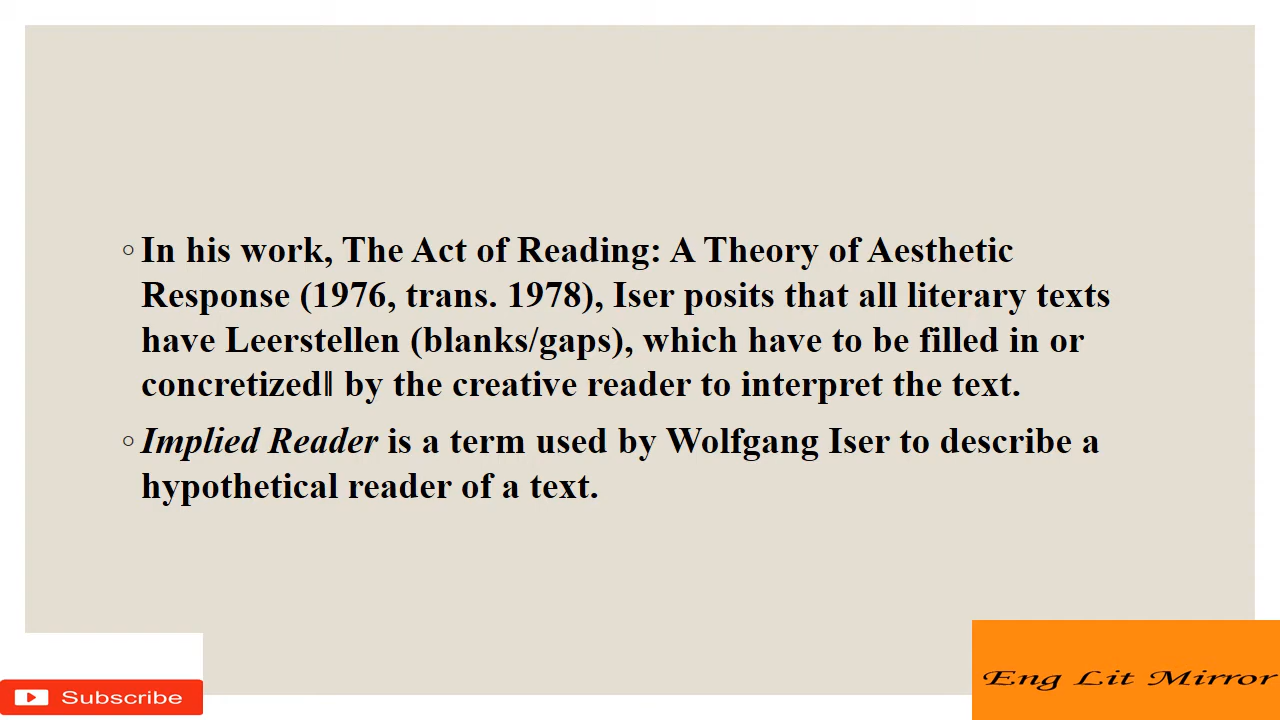 ◦ In his work, The Act of Reading: A Theory of Aesthetic
Response (1976, trans. 1978), Iser posits that all literary texts
have Leerstellen (blanks/gaps), which have to be filled in or
concretized‖ by the creative reader to interpret the text.
◦ Implied Reader is a term used by Wolfgang Iser to describe a
hypothetical reader of a text.
Subscribe
Eng Lit Mirror